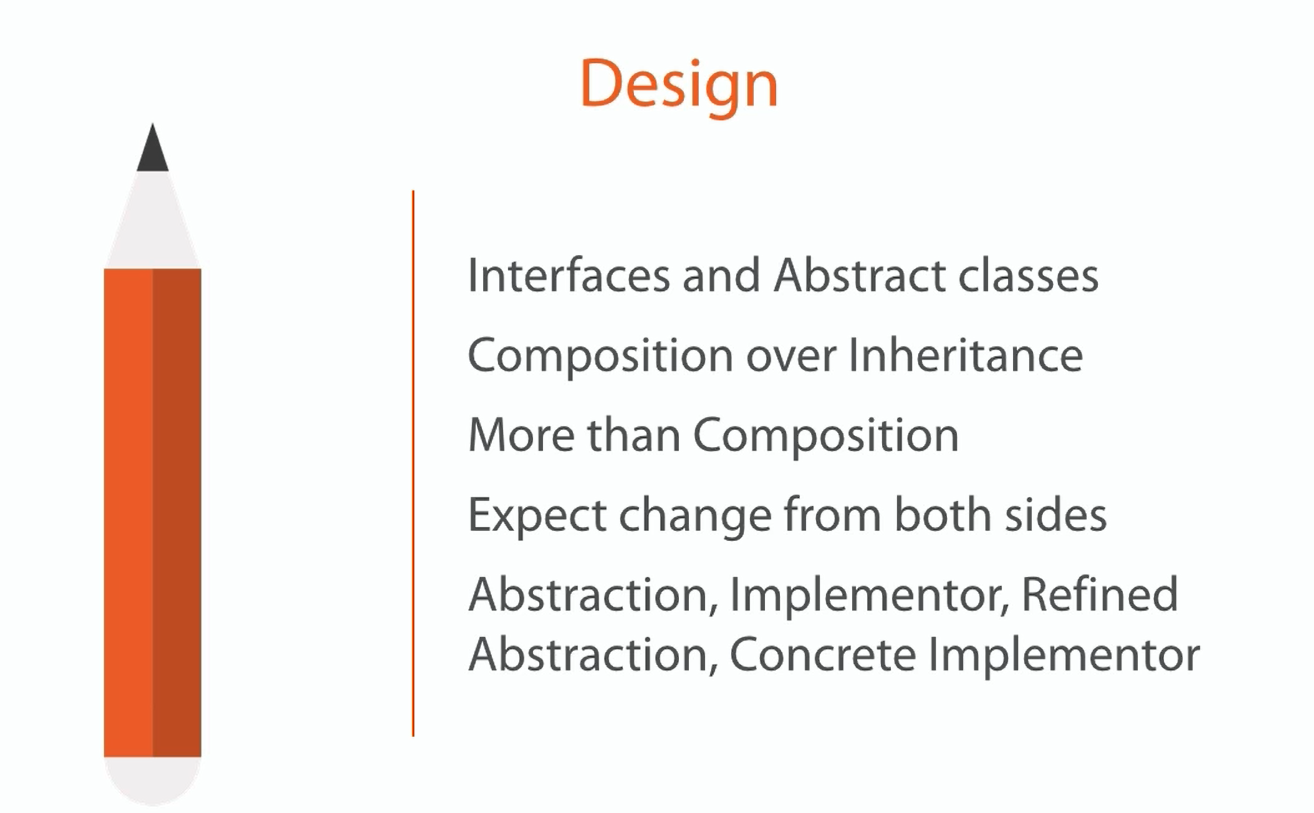 Design
Interfaces and Abstract classes
Composition over Inheritance
More than Composition
Expect change from both sides
Abstraction, Implementor, Refined
Abstraction, Concrete Implementor